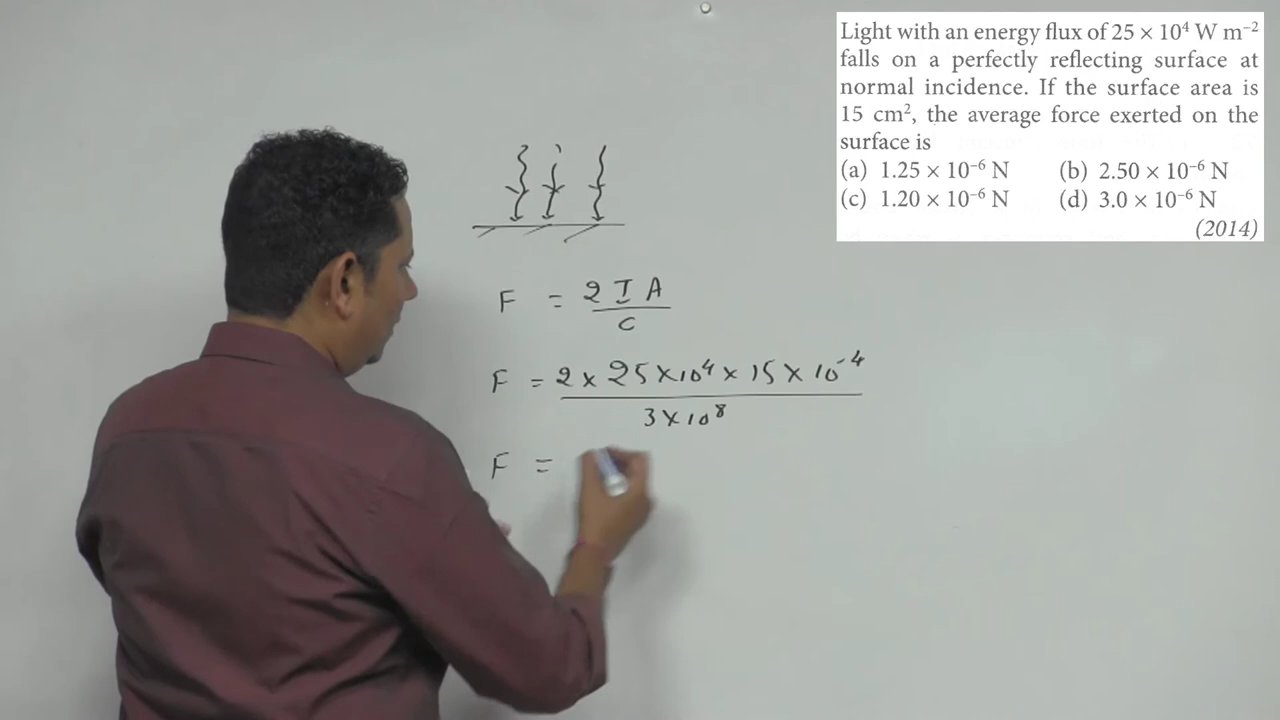 Light with an energy flux of 25 × 10⁴ W m⁻²
falls on a perfectly reflecting surface at
normal incidence. If the surface area is
15 cm², the average force exerted on the
surface is
(a) 1.25 × 10⁻⁶ N (b) 2.50 × 10⁻⁶ N
(c) 1.20 × 10⁻⁶ N (d) 3.0 × 10⁻⁶ N
(2014)
F = 2 I A / C
F = 2 × 25 × 10⁴ × 15 × 10⁻⁴ / 3 × 10⁸
F =